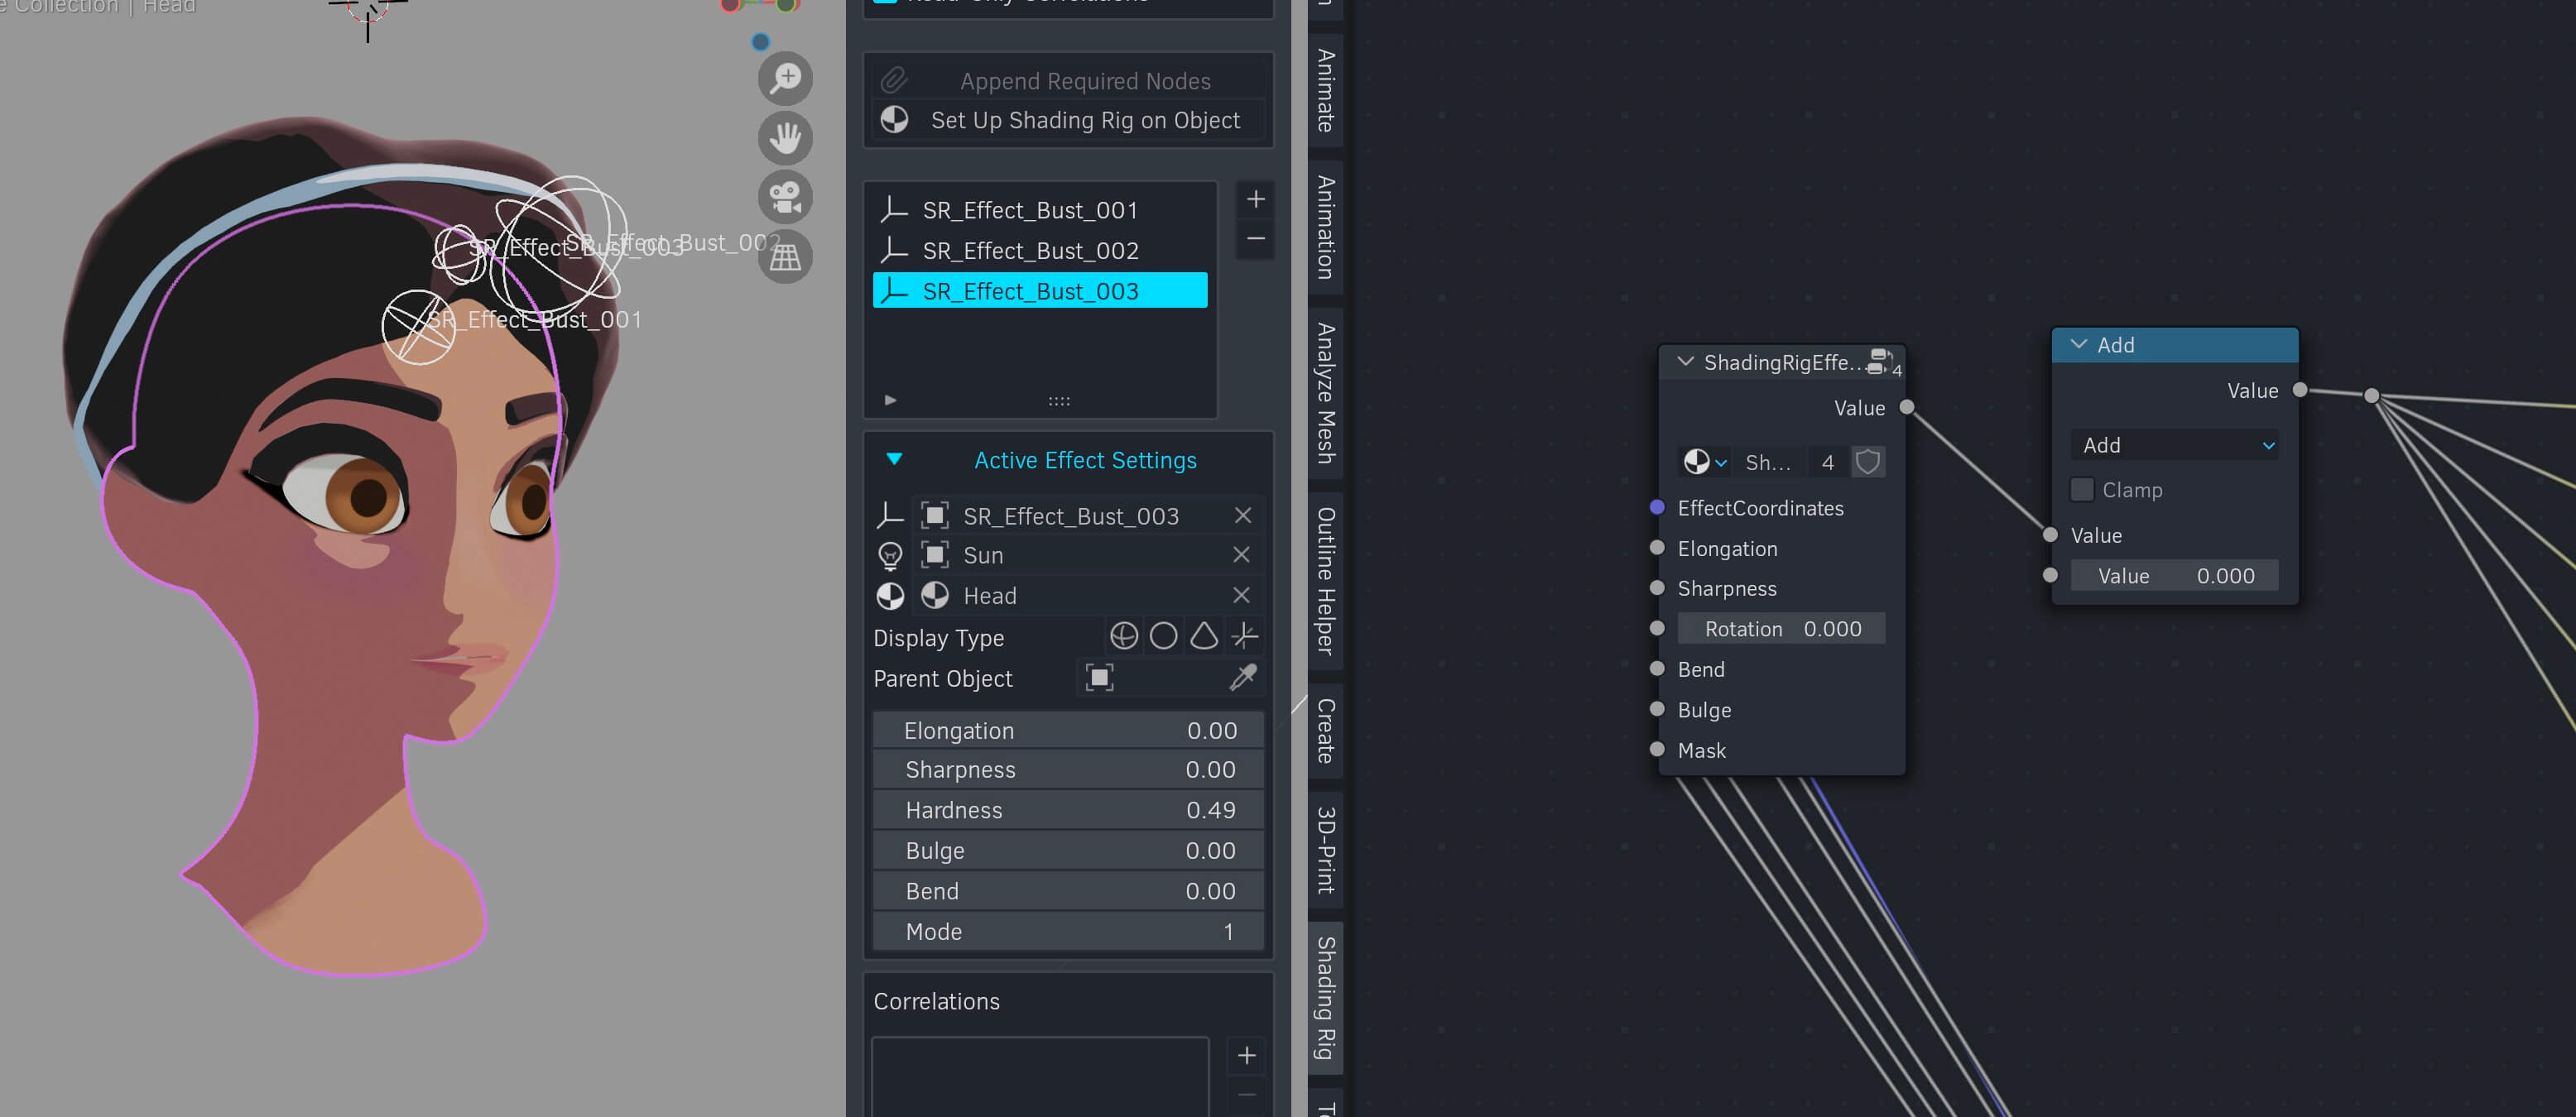 e Collection | Head
SR_Effect_Bust_002
SR_Effect_Bust_003
SR_Effect_Bust_001
Append Required Nodes
Set Up Shading Rig on Object
SR_Effect_Bust_001
SR_Effect_Bust_002
SR_Effect_Bust_003
Active Effect Settings
SR_Effect_Bust_003
Sun
Head
Display Type
Parent Object
Elongation 0.00
Sharpness 0.00
Hardness 0.49
Bulge 0.00
Bend 0.00
Mode 1
Correlations
Animate
Animation
Analyze Mesh
Outline Helper
Create
3D-Print
Shading Rig
ShadingRigEffe... 4
Value
Sh... 4
EffectCoordinates
Elongation
Sharpness
Rotation 0.000
Bend
Bulge
Mask
Add
Value
Add
Clamp
Value
Value 0.000